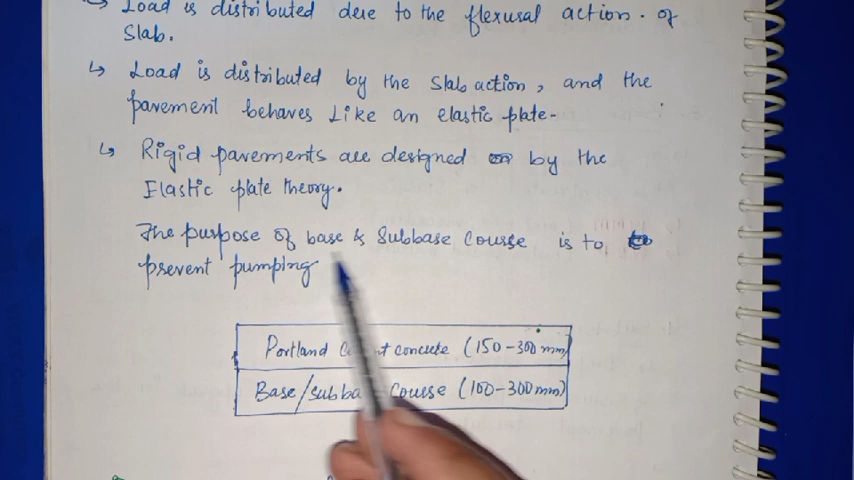 ↳ Load is distributed due to the flexural action. of
Slab.
↳ Load is distributed by the slab action, and the
pavement behaves Like an elastic plate-
↳ Rigid pavements are designed by the
Elastic plate theory.
The purpose of base & Subbase Course is to
prevent pumping
Portland concrete (150-300 mm)
Base/subba Course (100-300mm)